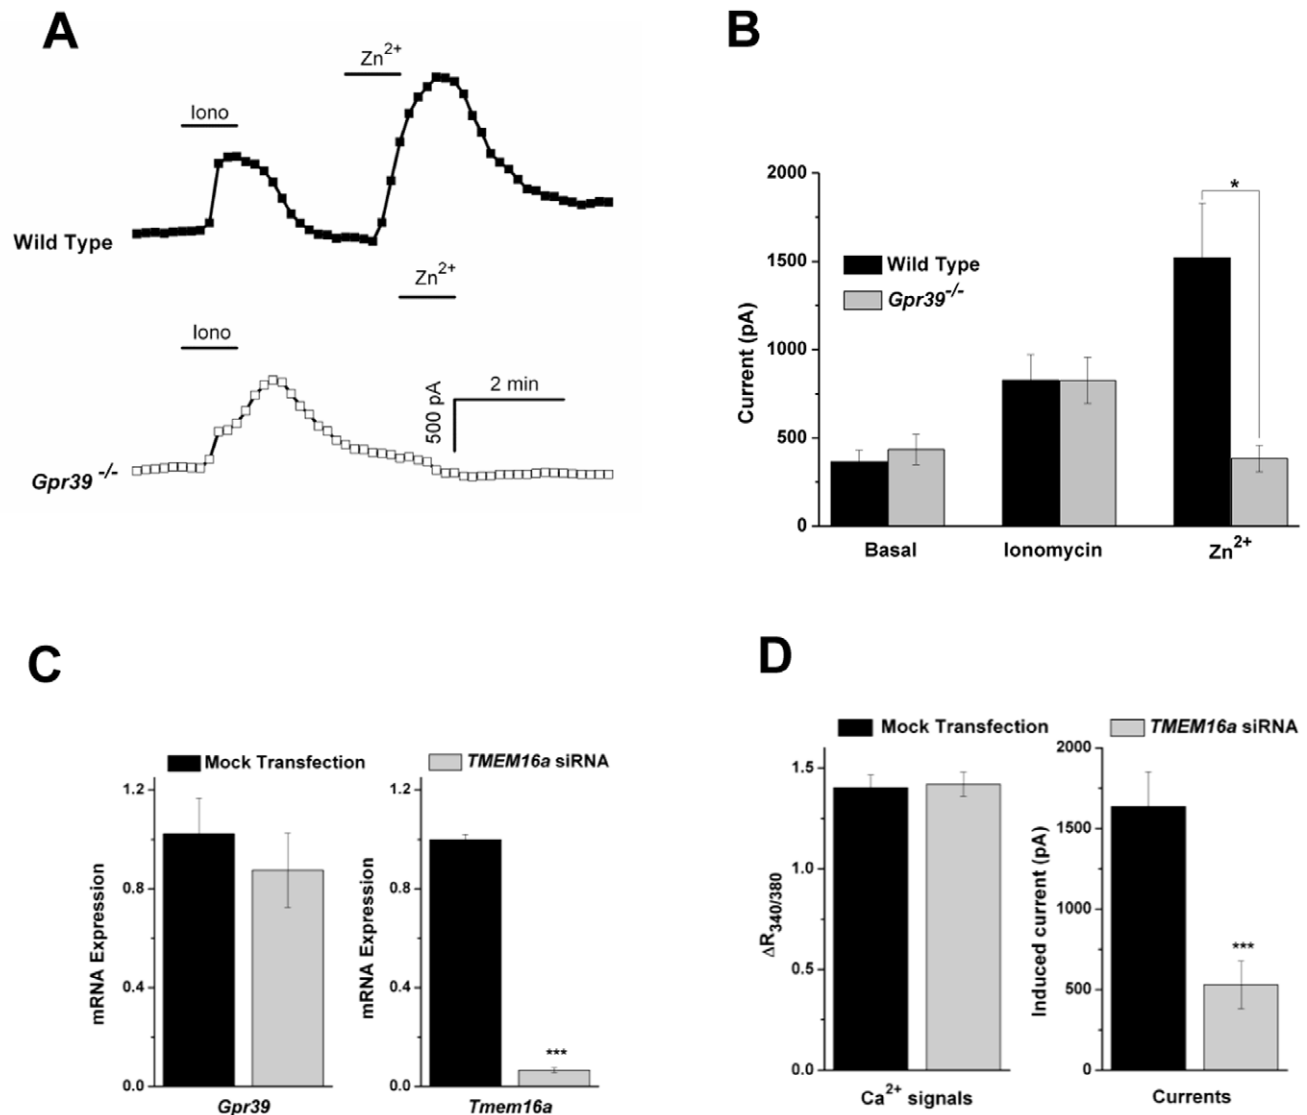 A
Zn2+
Iono
Wild Type
Zn2+
Iono
500 pA
2 min
Gpr39 -/-
B
2000
1500
1000
500
0
Current (pA)
Wild Type
Gpr39-/-
*
Basal
Ionomycin
Zn2+
C
Mock Transfection
TMEM16a siRNA
1.2
0.8
0.4
0.0
mRNA Expression
Gpr39
1.2
0.8
0.4
0.0
mRNA Expression
***
Tmem16a
D
Mock Transfection
TMEM16a siRNA
1.5
1.0
0.5
0.0
ΔR340/380
Ca2+ signals
2000
1500
1000
500
0
Induced current (pA)
***
Currents